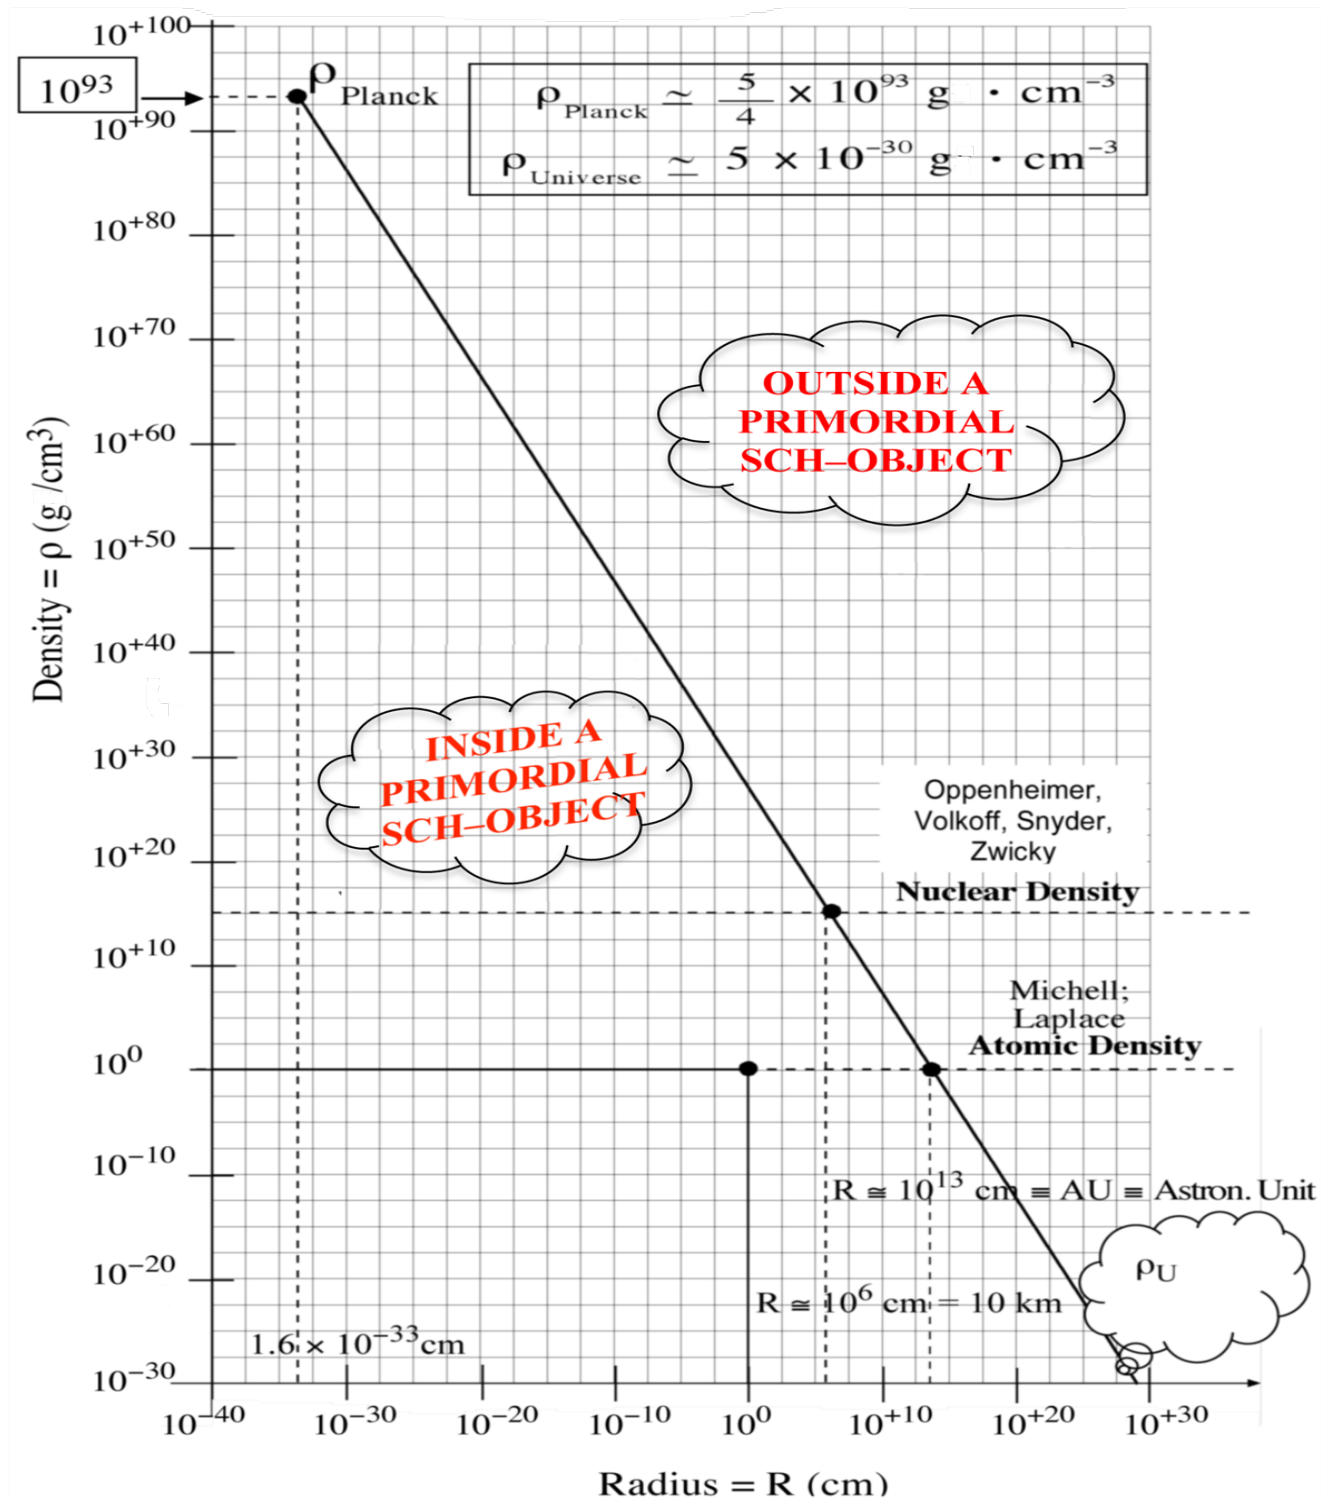 10+100
10^93
ρ Planck
ρ Planck ≃ 5/4 × 10^93 g · cm^−3
ρ Universe ≃ 5 × 10^−30 g · cm^−3
10^+90
10^+80
10^+70
10^+60
10^+50
10^+40
10^+30
10^+20
10^+10
10^0
10^−10
10^−20
10^−30
Density = ρ (g /cm^3)
OUTSIDE A
PRIMORDIAL
SCH–OBJECT
INSIDE A
PRIMORDIAL
SCH–OBJECT
Oppenheimer,
Volkoff, Snyder,
Zwicky
Nuclear Density
Michell;
Laplace
Atomic Density
R ≅ 10^13 cm ≡ AU ≡ Astron. Unit
ρU
R ≅ 10^6 cm = 10 km
1.6 × 10^−33 cm
10^−40 10^−30 10^−20 10^−10 10^0 10^+10 10^+20 10^+30
Radius = R (cm)